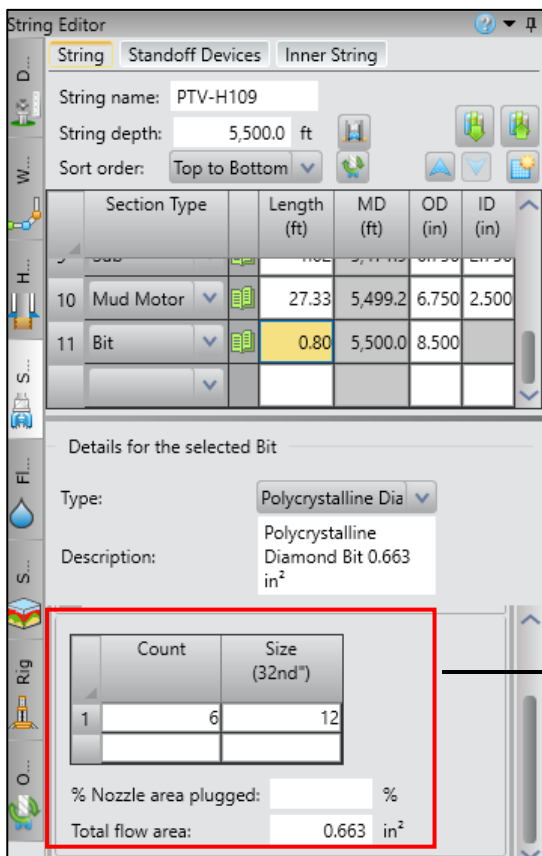 String Editor
String Standoff Devices Inner String
String name: PTV-H109
String depth: 5,500.0 ft
Sort order: Top to Bottom
Section Type Length (ft) MD (ft) OD (in) ID (in)
10 Mud Motor 27.33 5,499.2 6.750 2.500
11 Bit 0.80 5,500.0 8.500
Details for the selected Bit
Type: Polycrystalline Dia
Description: Polycrystalline
Diamond Bit 0.663
in²
Count Size
(32nd")
1 6 12
% Nozzle area plugged: %
Total flow area: 0.663 in²
D...
W...
H...
S...
Fl...
S...
Rig
O...